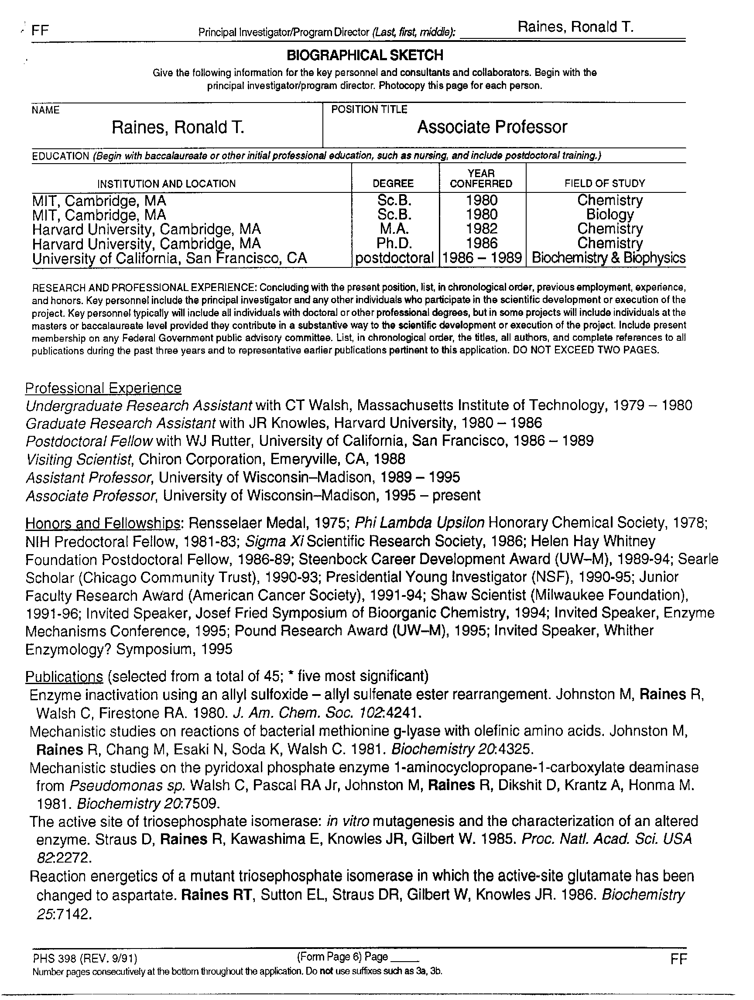 FF Principal Investigator/Program Director (Last, first, middle): Raines, Ronald T.
BIOGRAPHICAL SKETCH
Give the following information for the key personnel and consultants and collaborators. Begin with the
principal investigator/program director. Photocopy this page for each person.
NAME POSITION TITLE
Raines, Ronald T. Associate Professor
EDUCATION (Begin with baccalaureate or other initial professional education, such as nursing, and include postdoctoral training.)
INSTITUTION AND LOCATION DEGREE YEAR CONFERRED FIELD OF STUDY
MIT, Cambridge, MA Sc.B. 1980 Chemistry
MIT, Cambridge, MA Sc.B. 1980 Biology
Harvard University, Cambridge, MA M.A. 1982 Chemistry
Harvard University, Cambridge, MA Ph.D. 1986 Chemistry
University of California, San Francisco, CA postdoctoral 1986 – 1989 Biochemistry & Biophysics
RESEARCH AND PROFESSIONAL EXPERIENCE: Concluding with the present position, list, in chronological order, previous employment, experience,
and honors. Key personnel include the principal investigator and any other individuals who participate in the scientific development or execution of the
project. Key personnel typically will include all individuals with doctoral or other professional degrees, but in some projects will include individuals at the
masters or baccalaureate level provided they contribute in a substantive way to the scientific development or execution of the project. Include present
membership on any Federal Government public advisory committee. List, in chronological order, the titles, all authors, and complete references to all
publications during the past three years and to representative earlier publications pertinent to this application. DO NOT EXCEED TWO PAGES.
Professional Experience
Undergraduate Research Assistant with CT Walsh, Massachusetts Institute of Technology, 1979 – 1980
Graduate Research Assistant with JR Knowles, Harvard University, 1980 – 1986
Postdoctoral Fellow with WJ Rutter, University of California, San Francisco, 1986 – 1989
Visiting Scientist, Chiron Corporation, Emeryville, CA, 1988
Assistant Professor, University of Wisconsin–Madison, 1989 – 1995
Associate Professor, University of Wisconsin–Madison, 1995 – present
Honors and Fellowships: Rensselaer Medal, 1975; Phi Lambda Upsilon Honorary Chemical Society, 1978;
NIH Predoctoral Fellow, 1981-83; Sigma Xi Scientific Research Society, 1986; Helen Hay Whitney
Foundation Postdoctoral Fellow, 1986-89; Steenbock Career Development Award (UW–M), 1989-94; Searle
Scholar (Chicago Community Trust), 1990-93; Presidential Young Investigator (NSF), 1990-95; Junior
Faculty Research Award (American Cancer Society), 1991-94; Shaw Scientist (Milwaukee Foundation),
1991-96; Invited Speaker, Josef Fried Symposium of Bioorganic Chemistry, 1994; Invited Speaker, Enzyme
Mechanisms Conference, 1995; Pound Research Award (UW–M), 1995; Invited Speaker, Whither
Enzymology? Symposium, 1995
Publications (selected from a total of 45; * five most significant)
Enzyme inactivation using an allyl sulfoxide – allyl sulfenate ester rearrangement. Johnston M, Raines R,
Walsh C, Firestone RA. 1980. J. Am. Chem. Soc. 102:4241.
Mechanistic studies on reactions of bacterial methionine g-lyase with olefinic amino acids. Johnston M,
Raines R, Chang M, Esaki N, Soda K, Walsh C. 1981. Biochemistry 20:4325.
Mechanistic studies on the pyridoxal phosphate enzyme 1-aminocyclopropane-1-carboxylate deaminase
from Pseudomonas sp. Walsh C, Pascal RA Jr, Johnston M, Raines R, Dikshit D, Krantz A, Honma M.
1981. Biochemistry 20:7509.
The active site of triosephosphate isomerase: in vitro mutagenesis and the characterization of an altered
enzyme. Straus D, Raines R, Kawashima E, Knowles JR, Gilbert W. 1985. Proc. Natl. Acad. Sci. USA
82:2272.
Reaction energetics of a mutant triosephosphate isomerase in which the active-site glutamate has been
changed to aspartate. Raines RT, Sutton EL, Straus DR, Gilbert W, Knowles JR. 1986. Biochemistry
25:7142.
PHS 398 (REV. 9/91) (Form Page 6) Page _____ FF
Number pages consecutively at the bottom throughout the application. Do not use suffixes such as 3a, 3b.